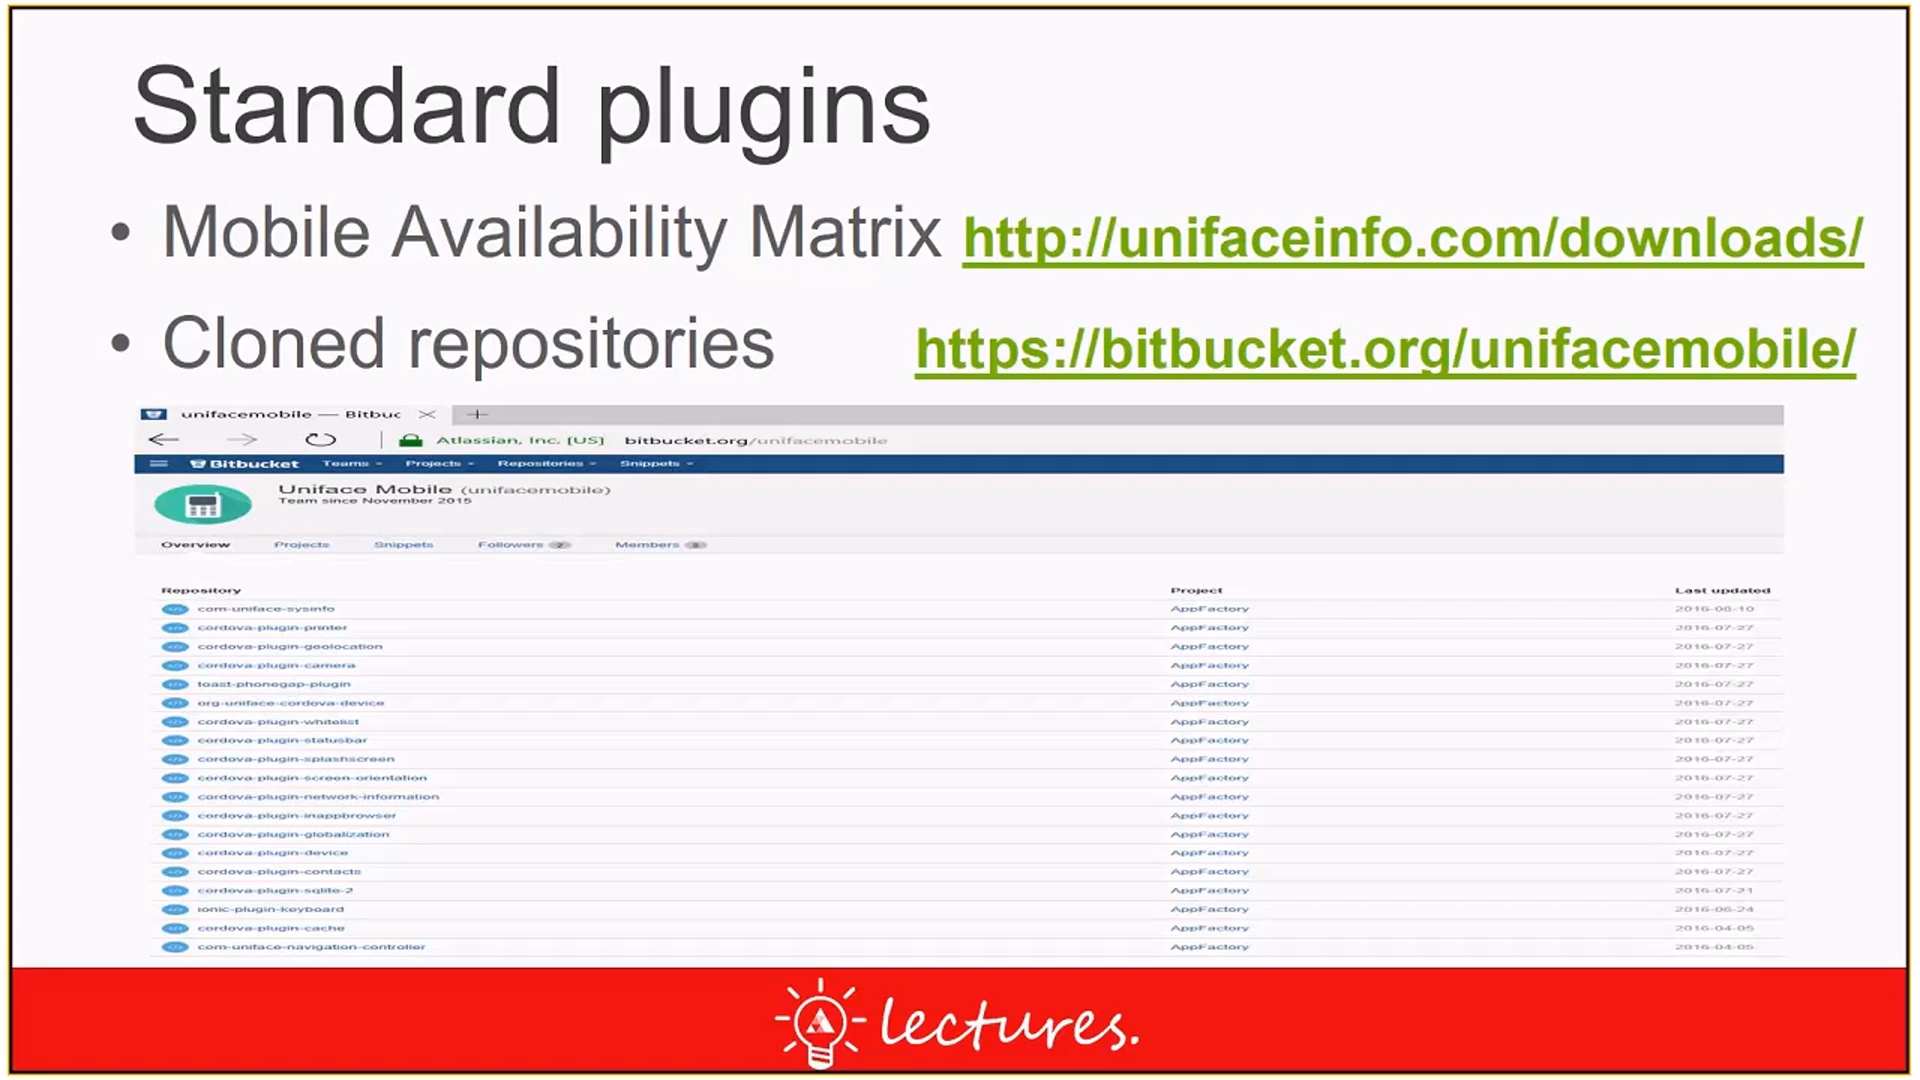 Standard plugins
• Mobile Availability Matrix http://unifaceinfo.com/downloads/
• Cloned repositories https://bitbucket.org/unifacemobile/
unifacemobile — Bitbuc
Atlassian, Inc. [US] bitbucket.org/unifacemobile
Bitbucket Teams Projects Repositories Snippets
Uniface Mobile (unifacemobile)
Team since November 2015
Overview Projects Snippets Followers 2 Members
Repository Project Last updated
com-uniface-sysinfo AppFactory 2016-08-10
cordova-plugin-printer AppFactory 2016-07-27
cordova-plugin-geolocation AppFactory 2016-07-27
cordova-plugin-camera AppFactory 2016-07-27
toast-phonegap-plugin AppFactory 2016-07-27
org-uniface-cordova-device AppFactory 2016-07-27
cordova-plugin-whitelist AppFactory 2016-07-27
cordova-plugin-statusbar AppFactory 2016-07-27
cordova-plugin-splashscreen AppFactory 2016-07-27
cordova-plugin-screen-orientation AppFactory 2016-07-27
cordova-plugin-network-information AppFactory 2016-07-27
cordova-plugin-inappbrowser AppFactory 2016-07-27
cordova-plugin-globalization AppFactory 2016-07-27
cordova-plugin-device AppFactory 2016-07-27
cordova-plugin-contacts AppFactory 2016-07-27
cordova-plugin-sqlite-2 AppFactory 2016-07-21
ionic-plugin-keyboard AppFactory 2016-06-24
cordova-plugin-cache AppFactory 2016-04-05
com-uniface-navigation-controller AppFactory 2016-04-05
lectures.